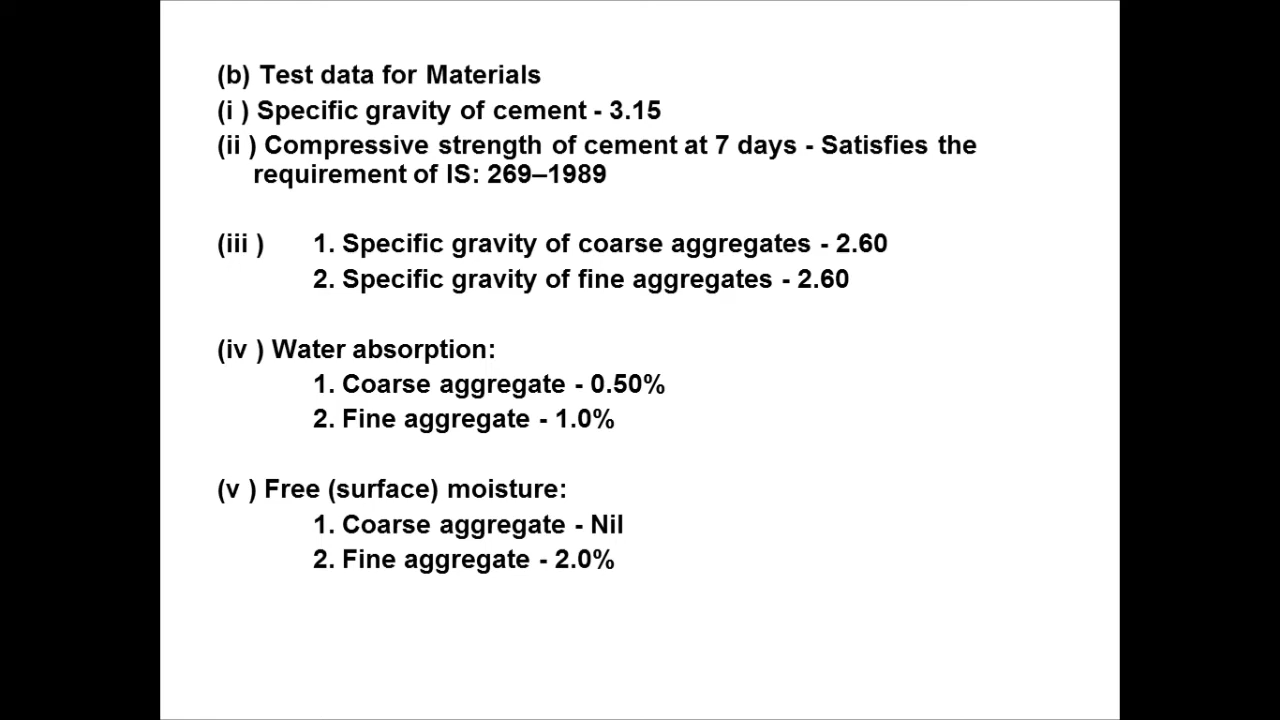 (b) Test data for Materials
(i ) Specific gravity of cement - 3.15
(ii ) Compressive strength of cement at 7 days - Satisfies the
requirement of IS: 269–1989
(iii ) 1. Specific gravity of coarse aggregates - 2.60
2. Specific gravity of fine aggregates - 2.60
(iv ) Water absorption:
1. Coarse aggregate - 0.50%
2. Fine aggregate - 1.0%
(v ) Free (surface) moisture:
1. Coarse aggregate - Nil
2. Fine aggregate - 2.0%